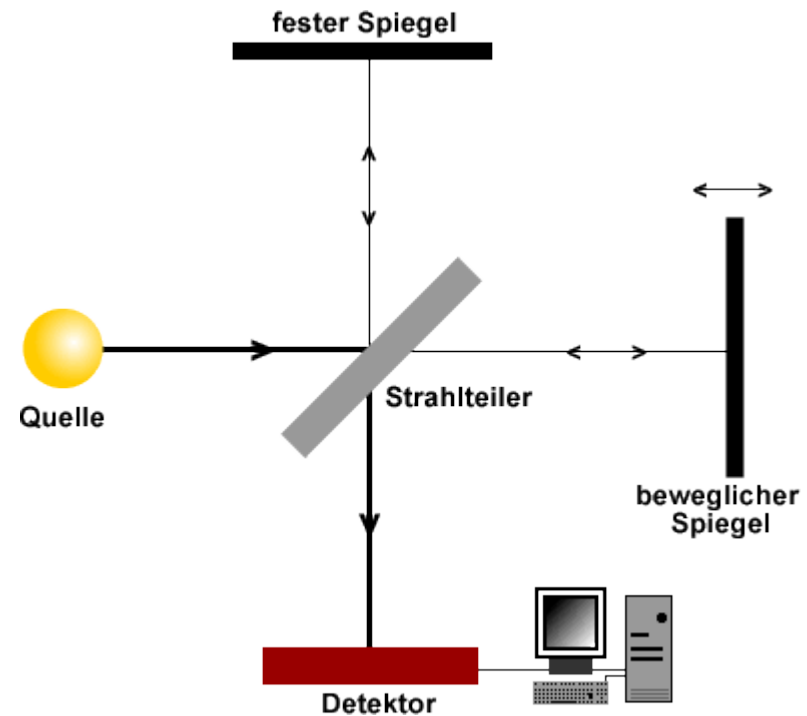 fester Spiegel
Quelle
Strahlteiler
beweglicher
Spiegel
Detektor